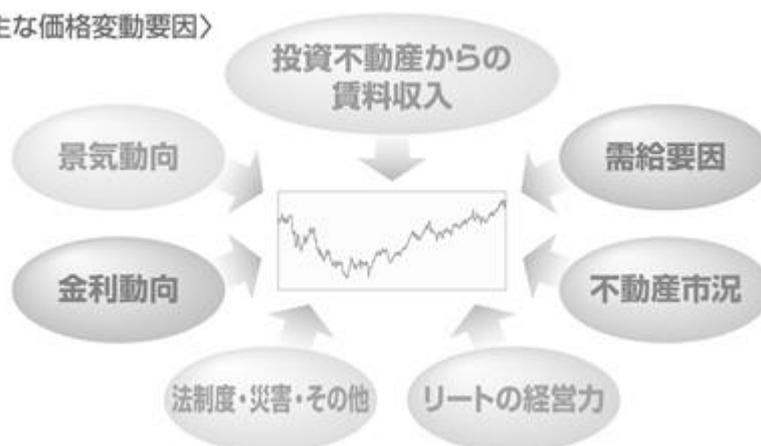 主な価格変動要因〉
投資不動産からの
賃料収入
景気動向
需給要因
金利動向
不動産市況
法制度・災害・その他
リートの経営力